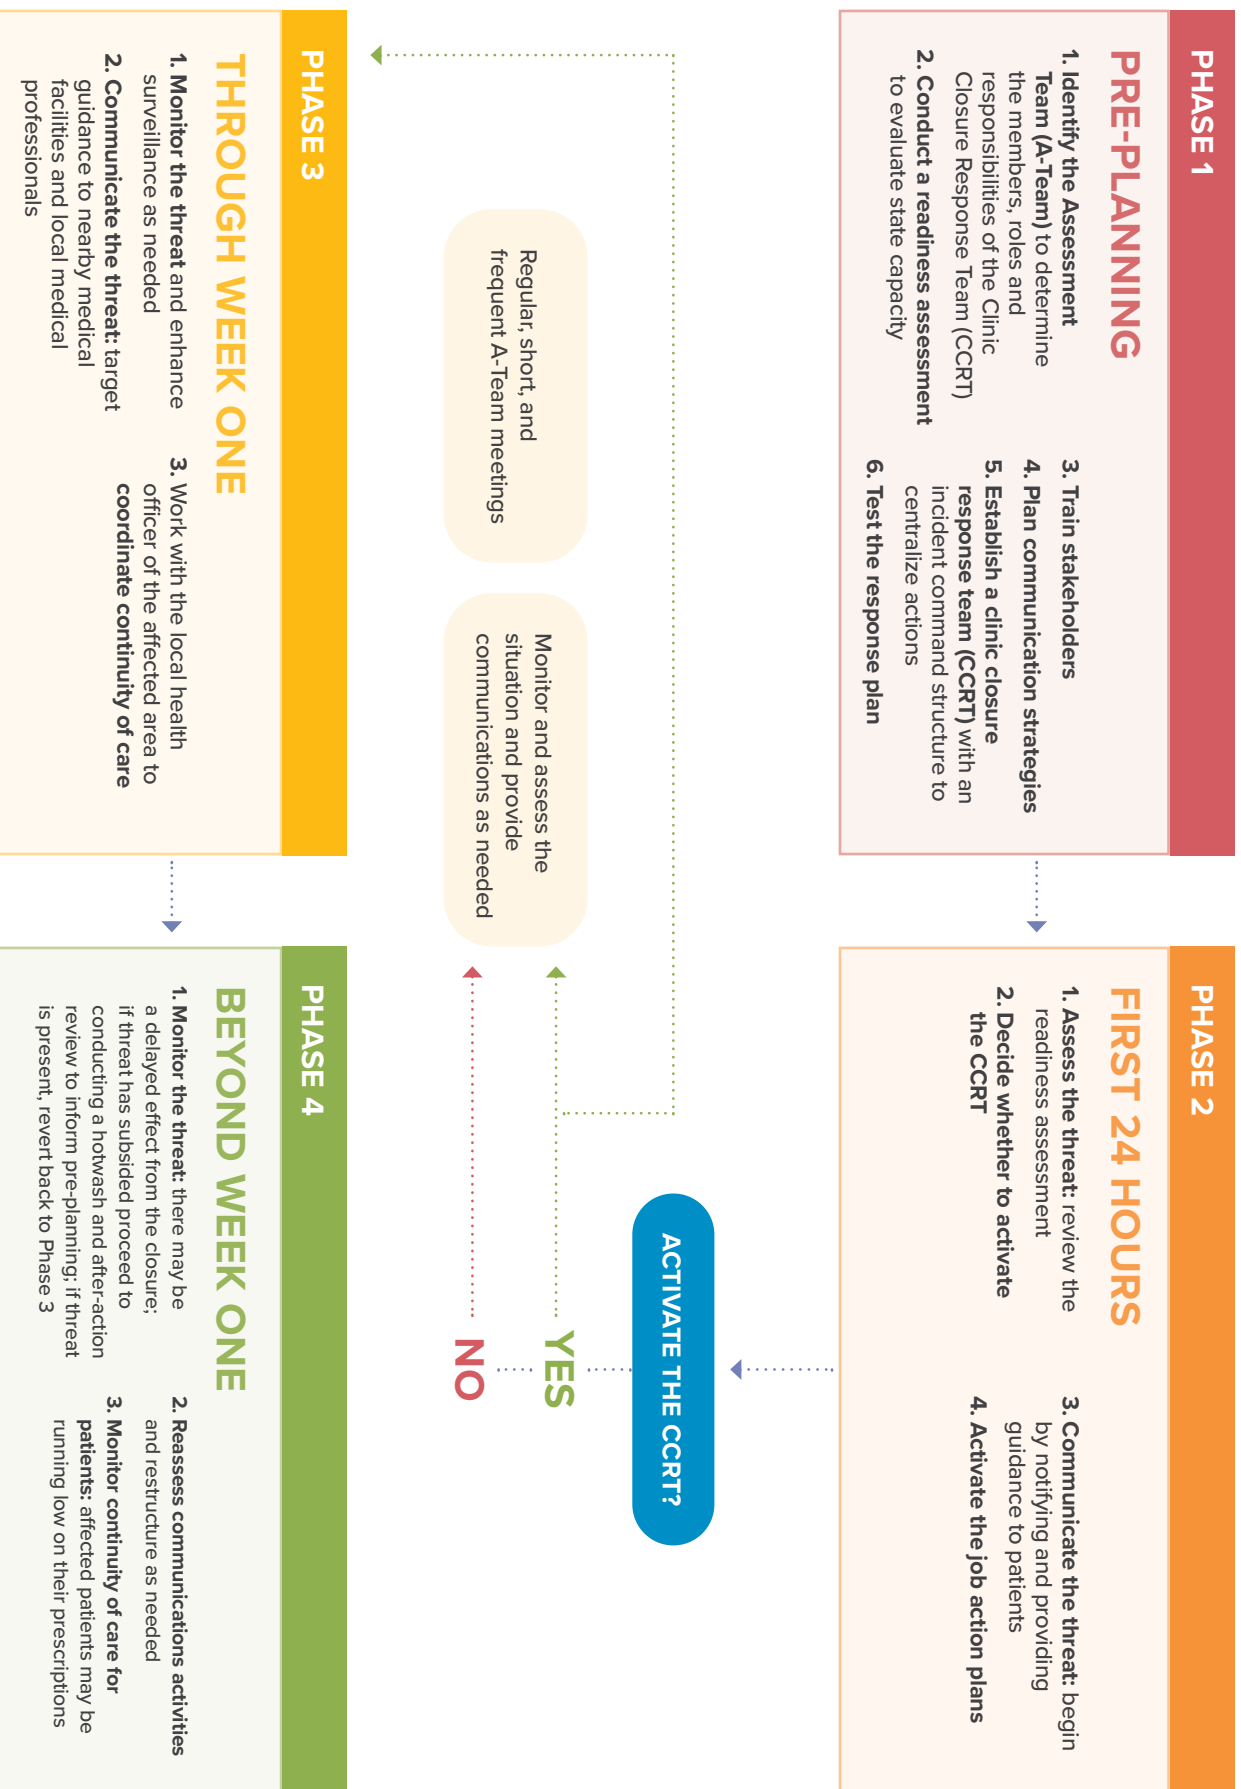 PHASE 1
PRE-PLANNING
1. Identify the Assessment
Team (A-Team) to determine
the members, roles and
responsibilities of the Clinic
Closure Response Team (CCRT)
2. Conduct a readiness assessment
to evaluate state capacity
3. Train stakeholders
4. Plan communication strategies
5. Establish a clinic closure
response team (CCRT) with an
incident command structure to
centralize actions
6. Test the response plan
PHASE 2
FIRST 24 HOURS
1. Assess the threat: review the
readiness assessment
2. Decide whether to activate
the CCRT
3. Communicate the threat: begin
by notifying and providing
guidance to patients
4. Activate the job action plans
ACTIVATE THE CCRT?
YES
NO
Regular, short, and
frequent A-Team meetings
Monitor and assess the
situation and provide
communications as needed
PHASE 3
THROUGH WEEK ONE
1. Monitor the threat and enhance
surveillance as needed
2. Communicate the threat: target
guidance to nearby medical
facilities and local medical
professionals
3. Work with the local health
officer of the affected area to
coordinate continuity of care
PHASE 4
BEYOND WEEK ONE
1. Monitor the threat: there may be
a delayed effect from the closure;
if threat has subsided proceed to
conducting a hotwash and after-action
review to inform pre-planning; if threat
is present, revert back to Phase 3
2. Reassess communications activities
and restructure as needed
3. Monitor continuity of care for
patients: affected patients may be
running low on their prescriptions